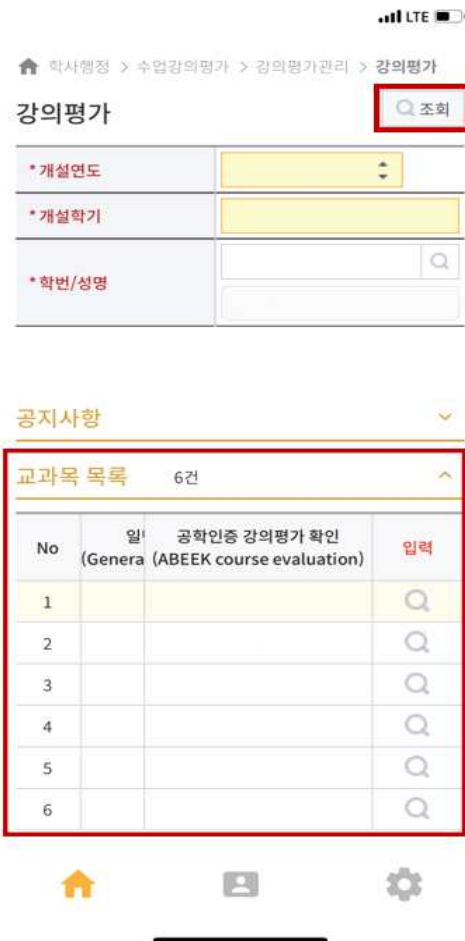 LTE
학사행정 > 수업강의평가 > 강의평가관리 > 강의평가
강의평가
조회
* 개설연도
* 개설학기
* 학번/성명
공지사항
교과목 목록 6건
No
공학인증 강의평가 확인
(Genera (ABEEK course evaluation)
입력
1
2
3
4
5
6